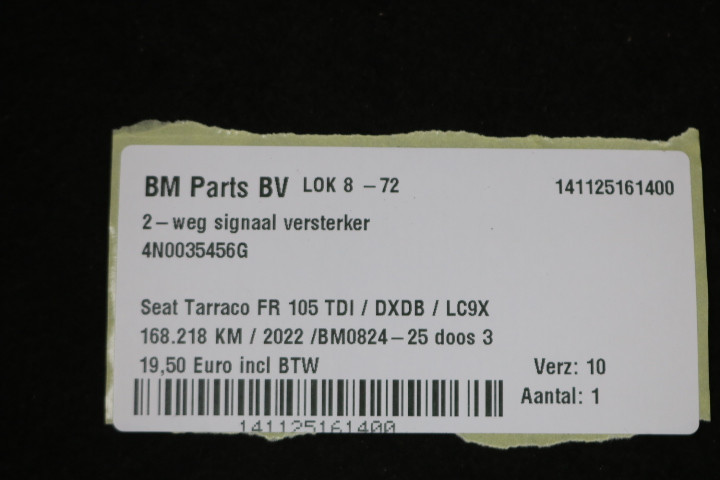 BM Parts BV LOK 8 -72 141125161400
2-weg signaal versterker
4N0035456G
Seat Tarraco FR 105 TDI / DXDB / LC9X
168.218 KM / 2022 /BM0824-25 doos 3
19,50 Euro incl BTW Verz: 10
Aantal: 1
141125161400